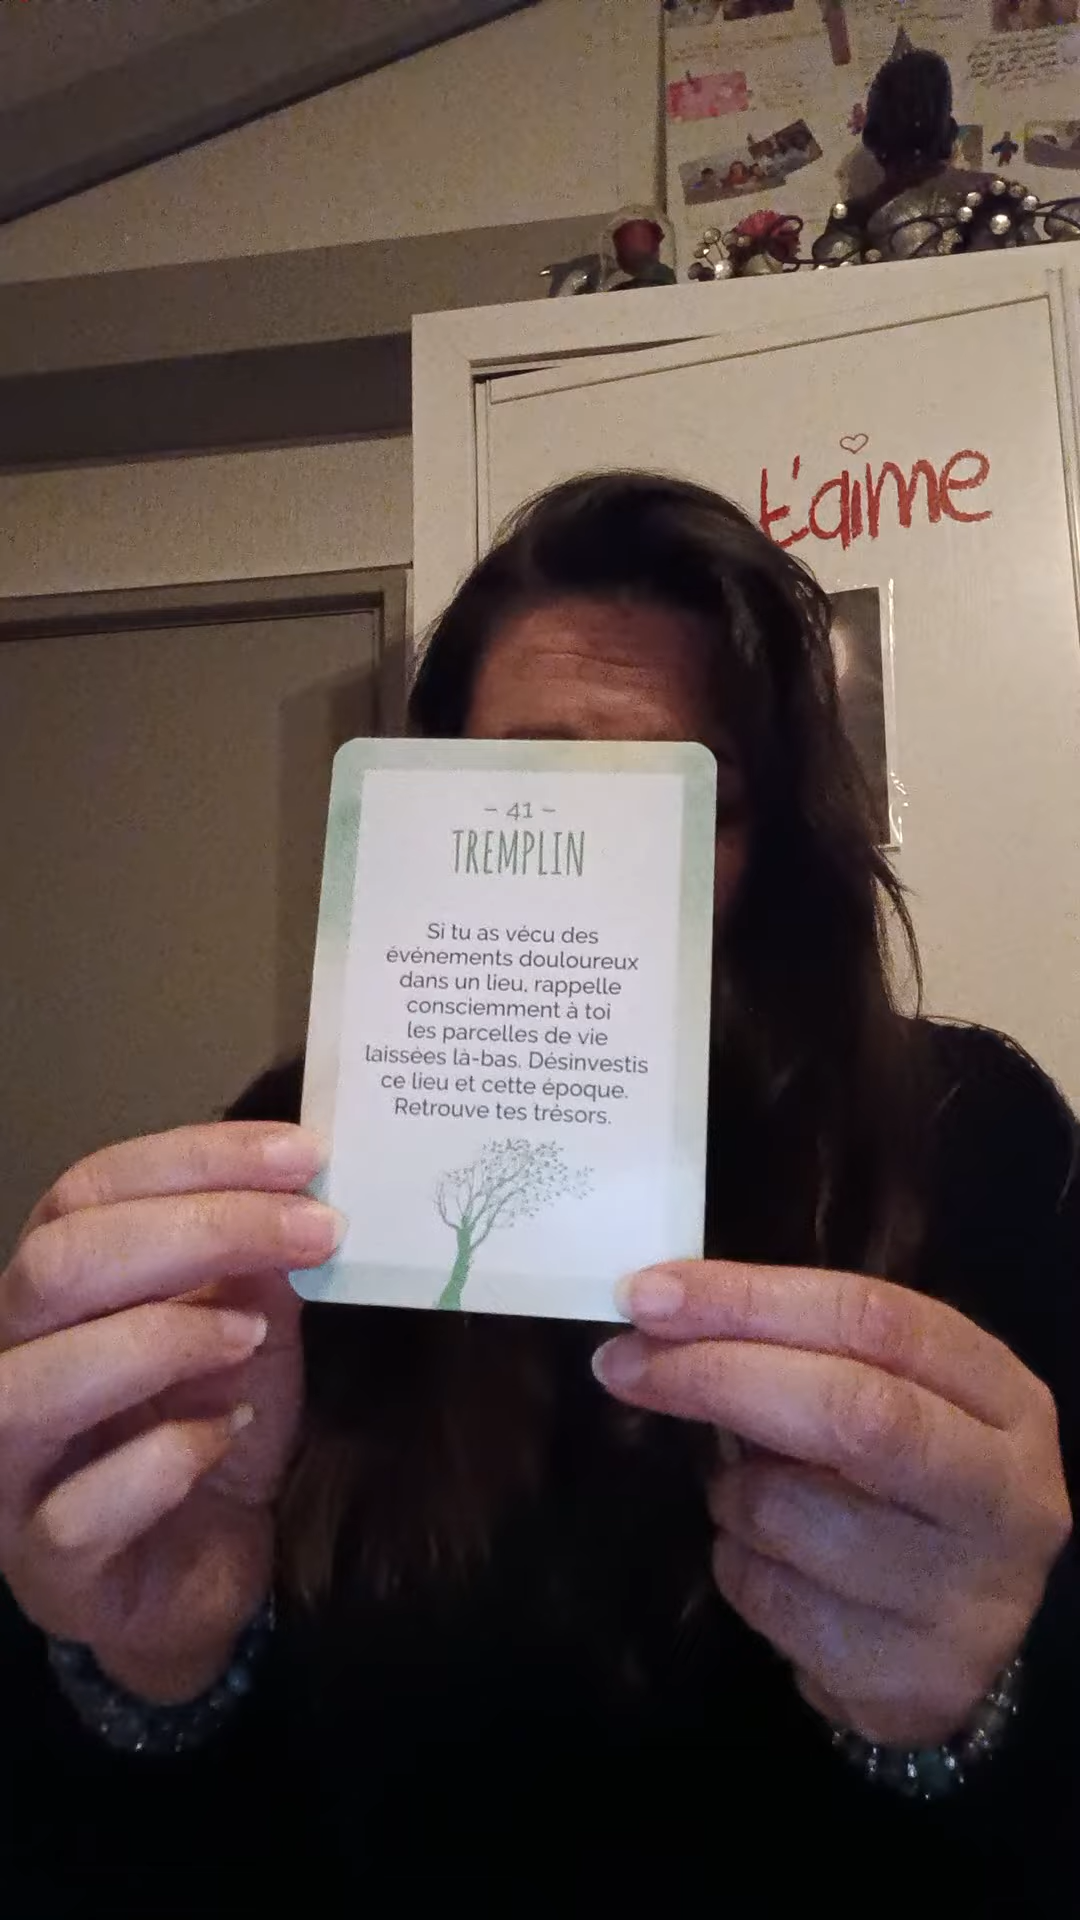 t'aime
– 41 –
TREMPLIN
Si tu as vécu des
événements douloureux
dans un lieu, rappelle
consciemment à toi
les parcelles de vie
laissées là-bas. Désinvestis
ce lieu et cette époque.
Retrouve tes trésors.